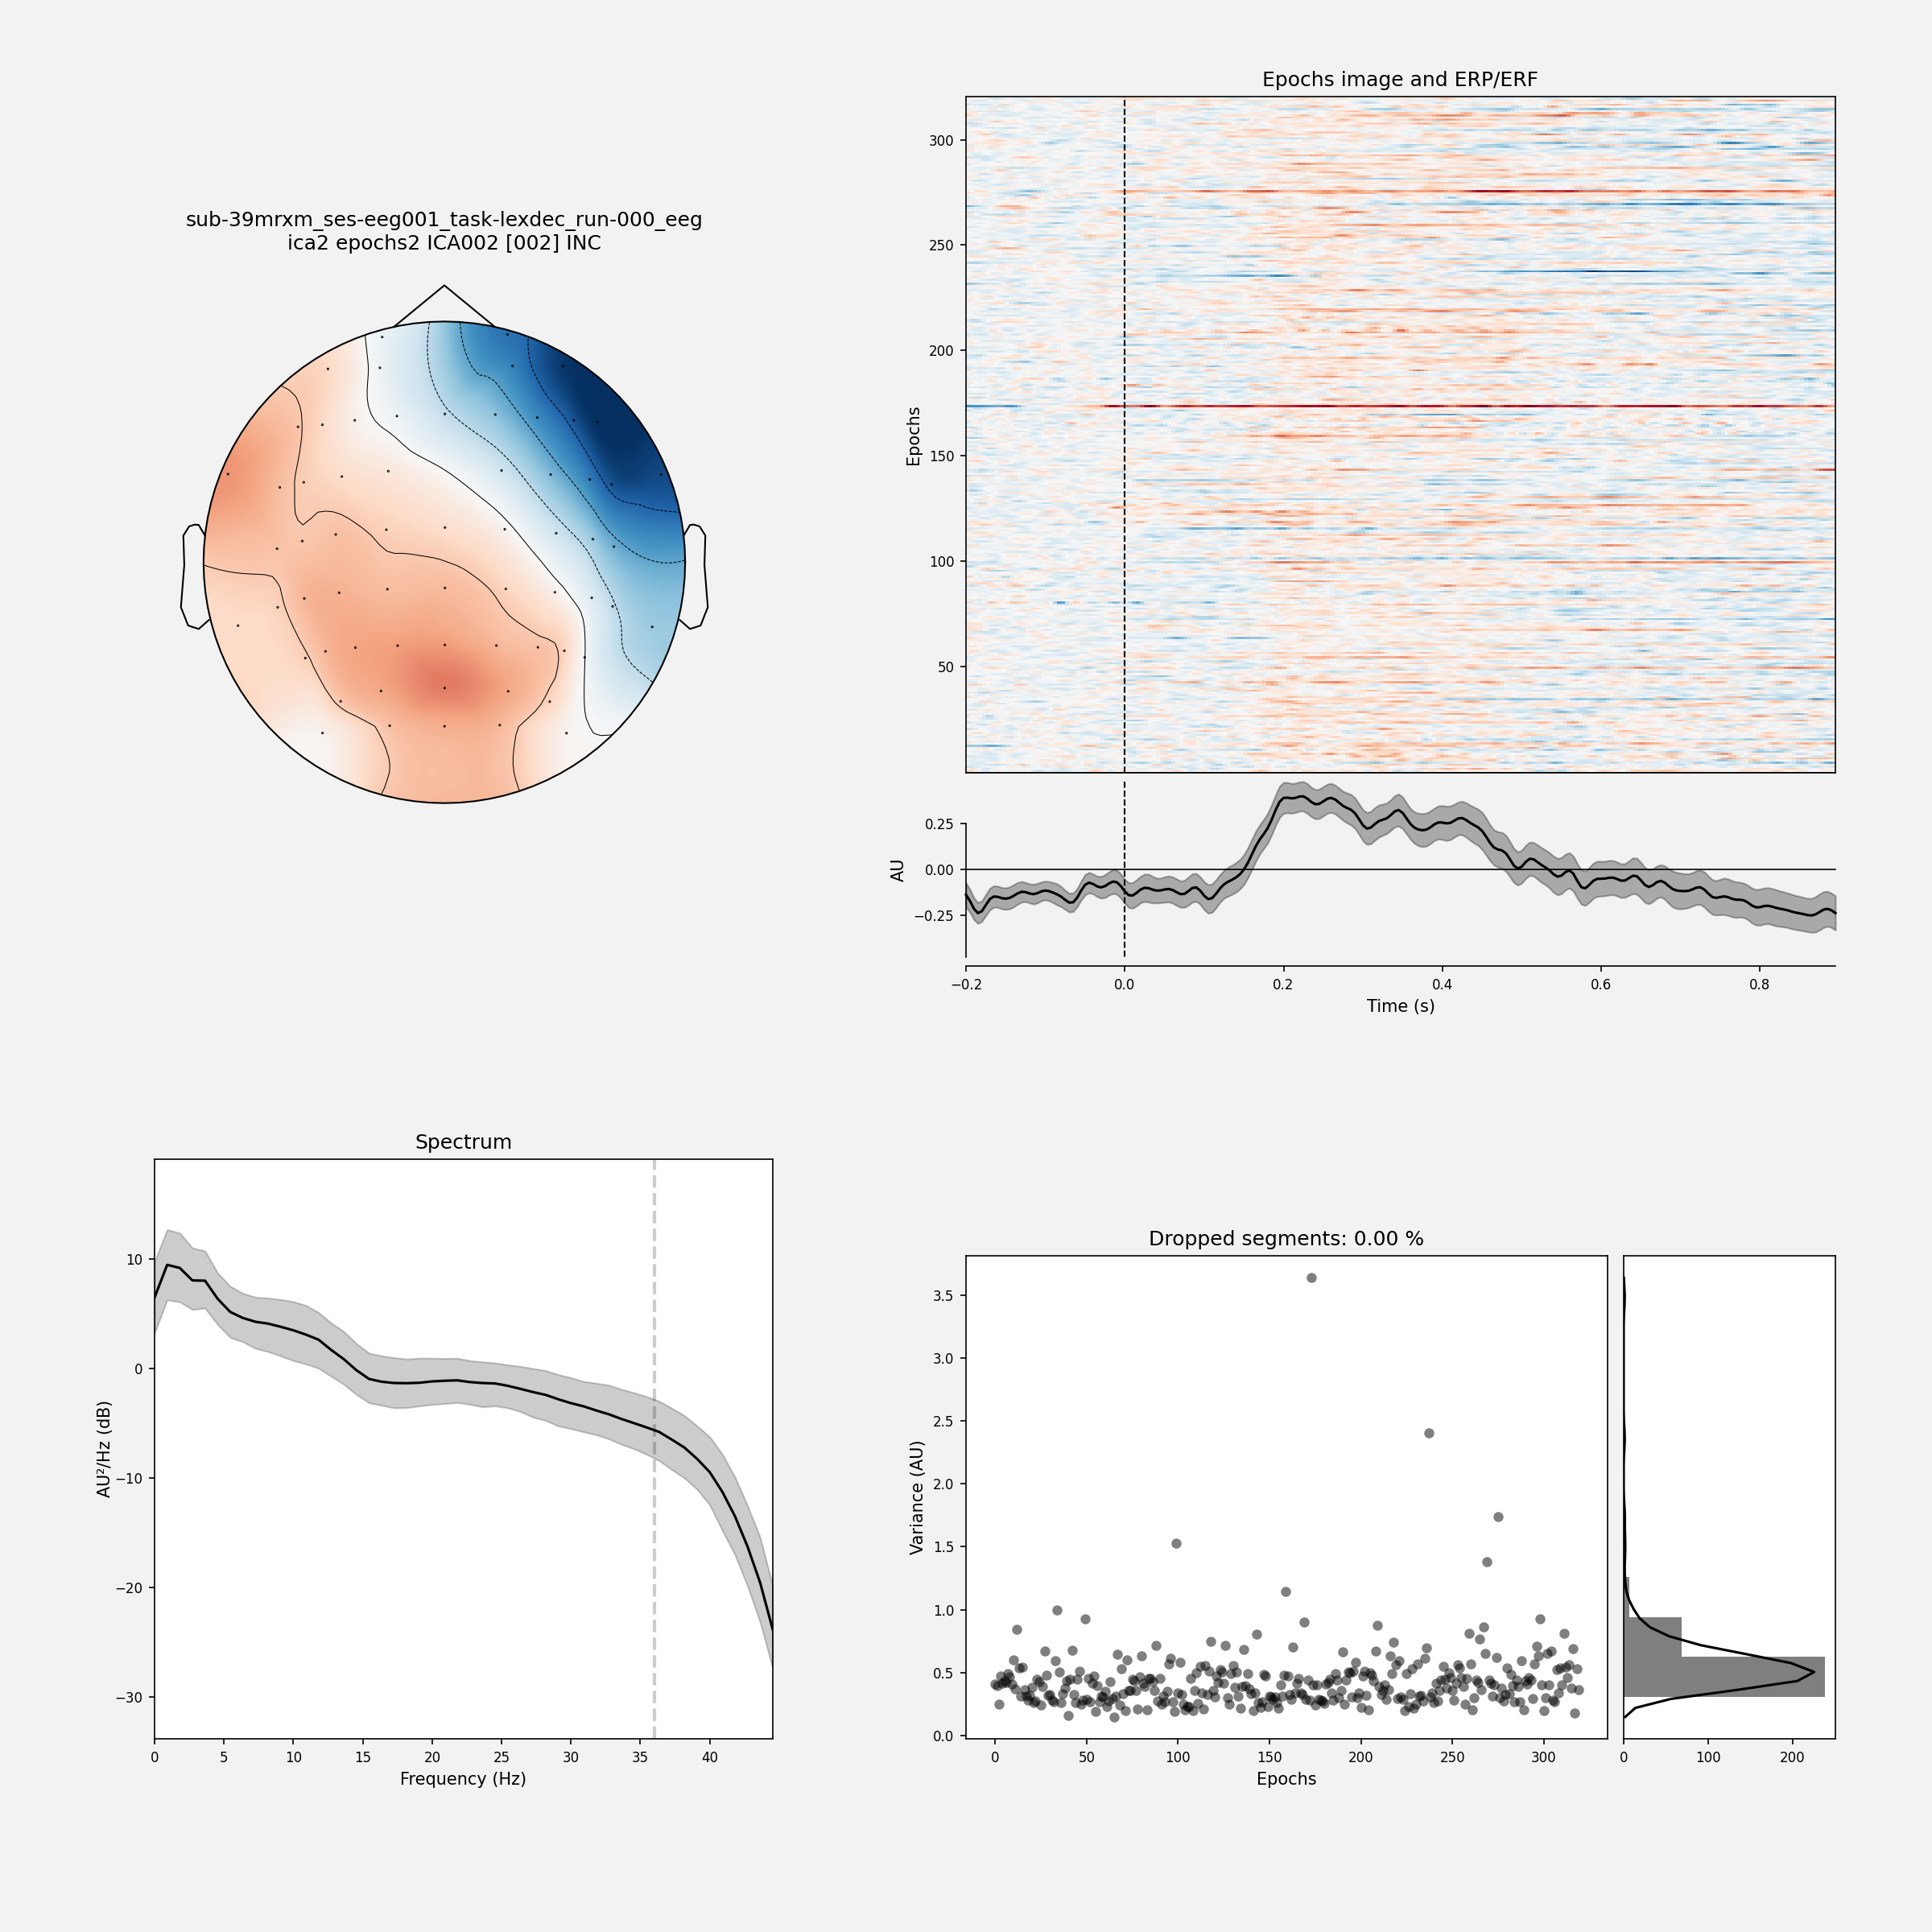 sub-39mrxm_ses-eeg001_task-lexdec_run-000_eeg
ica2 epochs2 ICA002 [002] INC
Epochs image and ERP/ERF
300
250
200
150
100
50
Epochs
0.25
0.00
−0.25
AU
−0.2 0.0 0.2 0.4 0.6 0.8
Time (s)
Spectrum
10
0
−10
−20
−30
AU²/Hz (dB)
0 5 10 15 20 25 30 35 40
Frequency (Hz)
Dropped segments: 0.00 %
3.5
3.0
2.5
2.0
1.5
1.0
0.5
0.0
Variance (AU)
0 50 100 150 200 250 300
Epochs
0 100 200